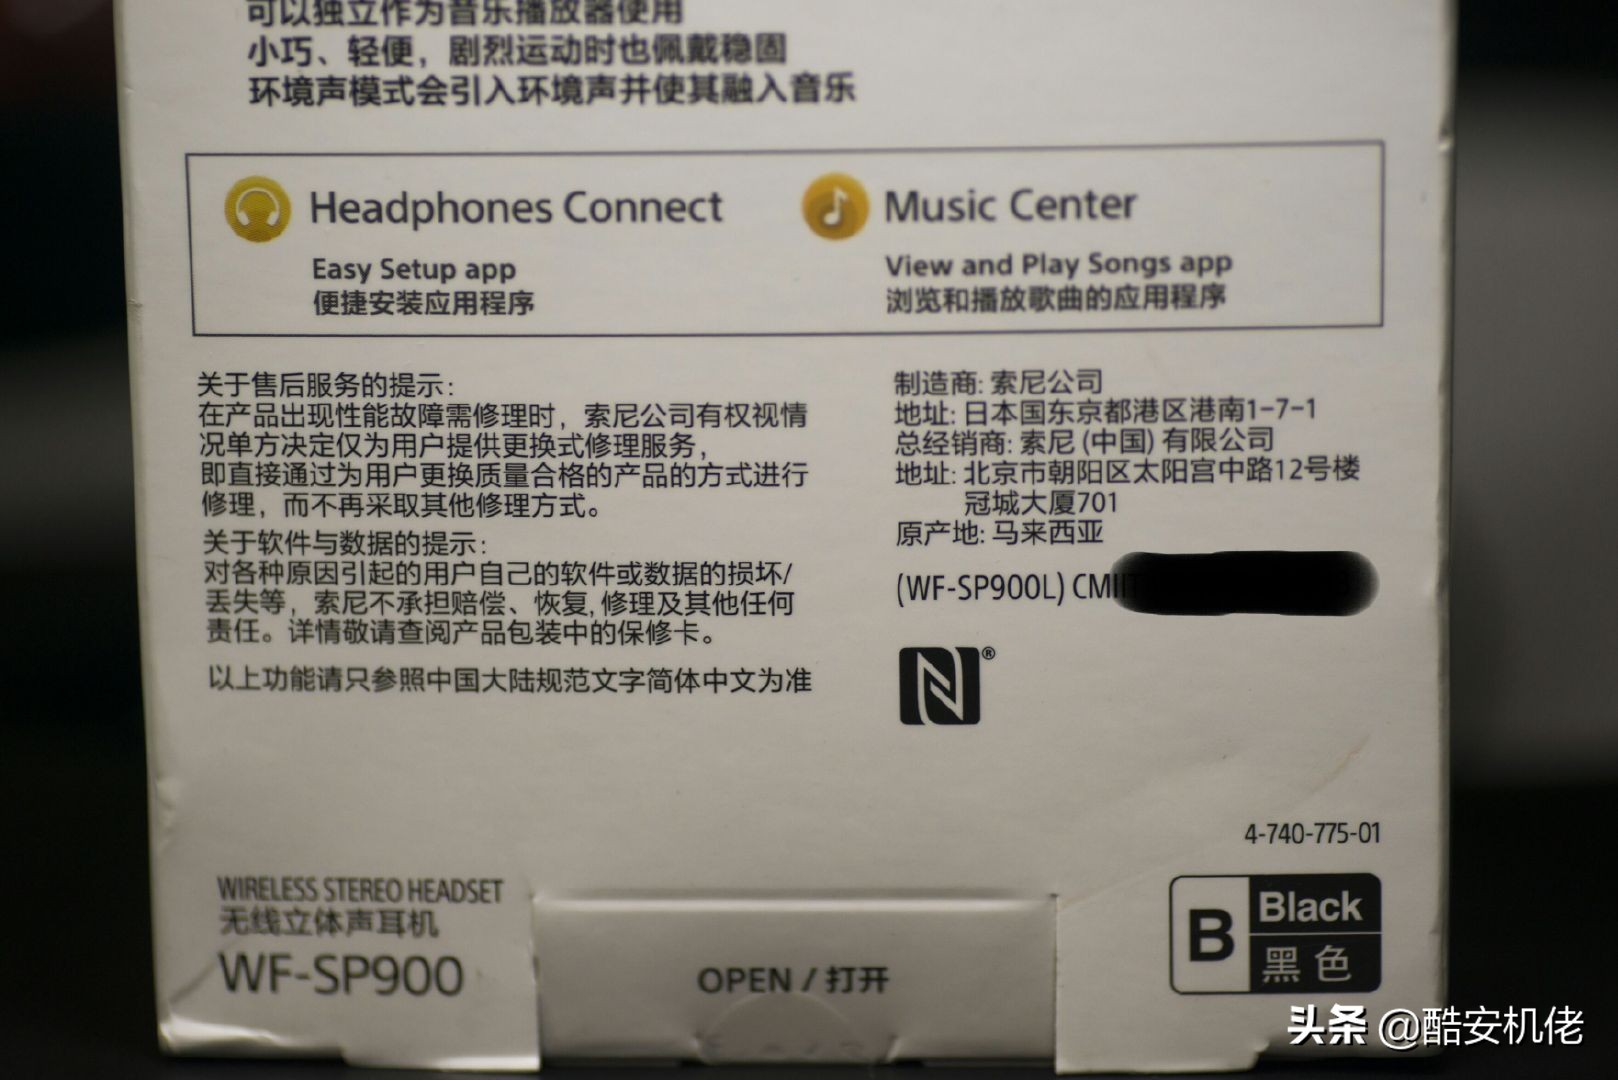 可以独立作为音乐播放器使用
小巧、轻便，剧烈运动时也佩戴稳固
环境声模式会引入环境声并使其融入音乐
Headphones Connect
Easy Setup app
便捷安装应用程序
Music Center
View and Play Songs app
浏览和播放歌曲的应用程序
关于售后服务的提示:
在产品出现性能故障需修理时，索尼公司有权视情
况单方决定仅为用户提供更换式修理服务，
即直接通过为用户更换质量合格的产品的方式进行
修理，而不再采取其他修理方式。
关于软件与数据的提示:
对各种原因引起的用户自己的软件或数据的损坏/
丢失等，索尼不承担赔偿、恢复,修理及其他任何
责任。详情敬请查阅产品包装中的保修卡。
以上功能请只参照中国大陆规范文字简体中文为准
制造商: 索尼公司
地址: 日本国东京都港区港南1-7-1
总经销商: 索尼 (中国) 有限公司
地址: 北京市朝阳区太阳宫中路12号楼
冠城大厦701
原产地: 马来西亚
(WF-SP900L) CMIIT
N®
4-740-775-01
WIRELESS STEREO HEADSET
无线立体声耳机
WF-SP900
OPEN / 打开
B
Black
黑色
头条 @酷安机佬